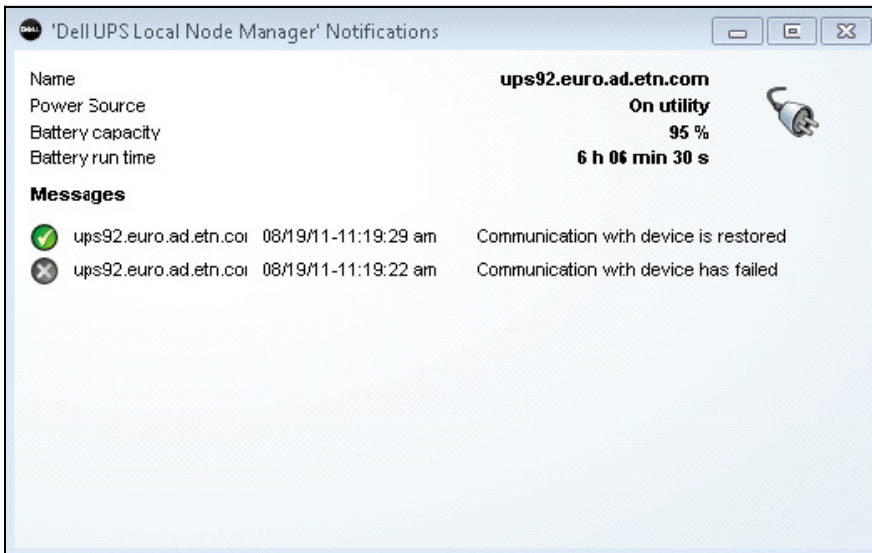 DELL 'Dell UPS Local Node Manager' Notifications
Name ups92.euro.ad.etn.com
Power Source On utility
Battery capacity 95 %
Battery run time 6 h 06 min 30 s
Messages
ups92.euro.ad.etn.coı 08/19/11-11:19:29 am Communication with device is restored
ups92.euro.ad.etn.coı 08/19/11-11:19:22 am Communication with device has failed